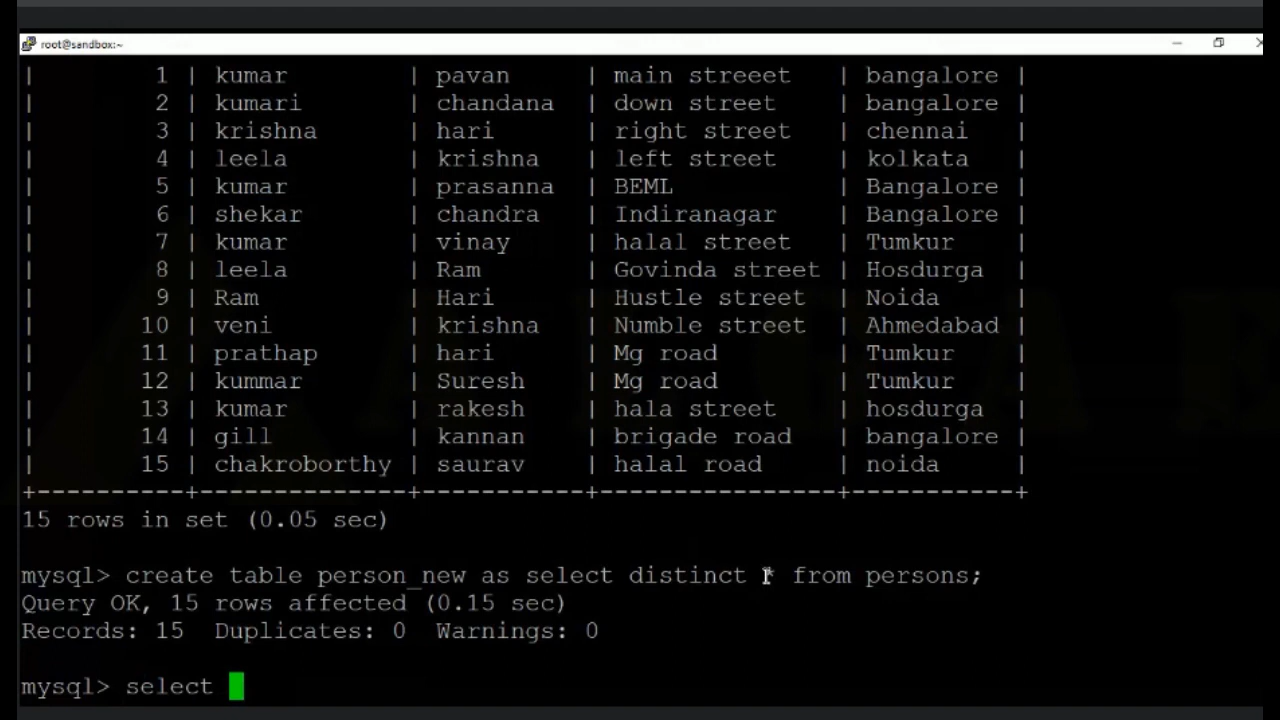 root@sandbox:~
| 1 | kumar | pavan | main streeet | bangalore |
| 2 | kumari | chandana | down street | bangalore |
| 3 | krishna | hari | right street | chennai |
| 4 | leela | krishna | left street | kolkata |
| 5 | kumar | prasanna | BEML | Bangalore |
| 6 | shekar | chandra | Indiranagar | Bangalore |
| 7 | kumar | vinay | halal street | Tumkur |
| 8 | leela | Ram | Govinda street | Hosdurga |
| 9 | Ram | Hari | Hustle street | Noida |
| 10 | veni | krishna | Numble street | Ahmedabad |
| 11 | prathap | hari | Mg road | Tumkur |
| 12 | kummar | Suresh | Mg road | Tumkur |
| 13 | kumar | rakesh | hala street | hosdurga |
| 14 | gill | kannan | brigade road | bangalore |
| 15 | chakroborthy | saurav | halal road | noida |
+----------+--------------+-----------+----------------+-----------+
15 rows in set (0.05 sec)
mysql> create table person_new as select distinct * from persons;
Query OK, 15 rows affected (0.15 sec)
Records: 15  Duplicates: 0  Warnings: 0
mysql> select